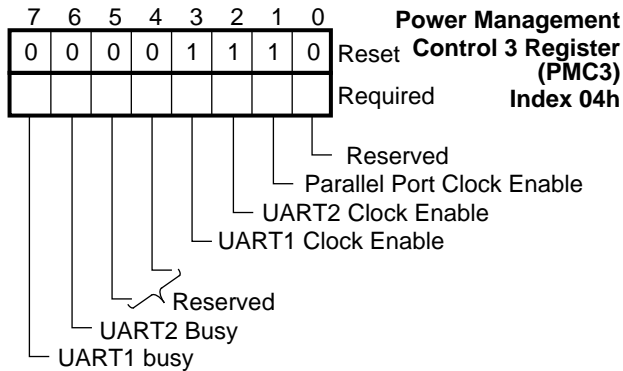 7 6 5 4 3 2 1 0
Power Management
Control 3 Register
(PMC3)
Index 04h
0 0 0 0 1 1 1 0 Reset
Required
Reserved
Parallel Port Clock Enable
UART2 Clock Enable
UART1 Clock Enable
Reserved
UART2 Busy
UART1 busy